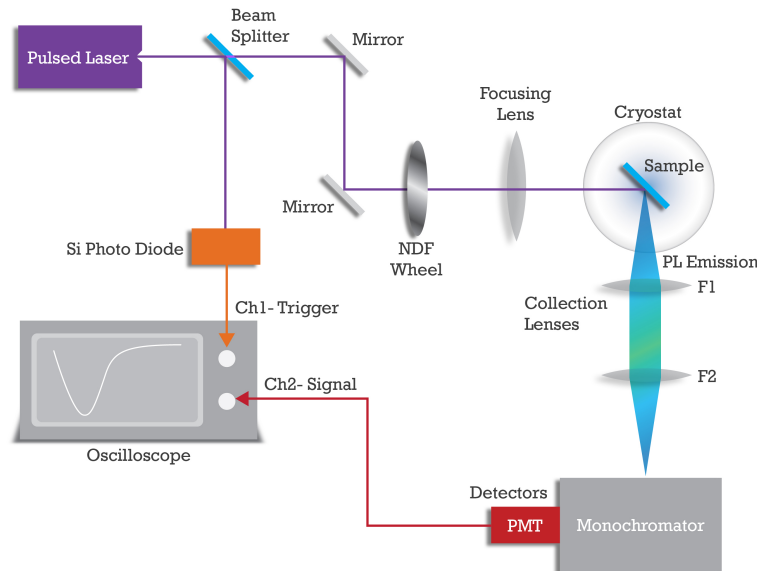 Beam
Splitter
Pulsed Laser
Mirror
Focusing
Lens
Cryostat
Sample
Mirror
NDF
Wheel
Si Photo Diode
PL Emission
F1
Collection
Lenses
Ch1- Trigger
F2
Ch2- Signal
Oscilloscope
Detectors
PMT
Monochromator